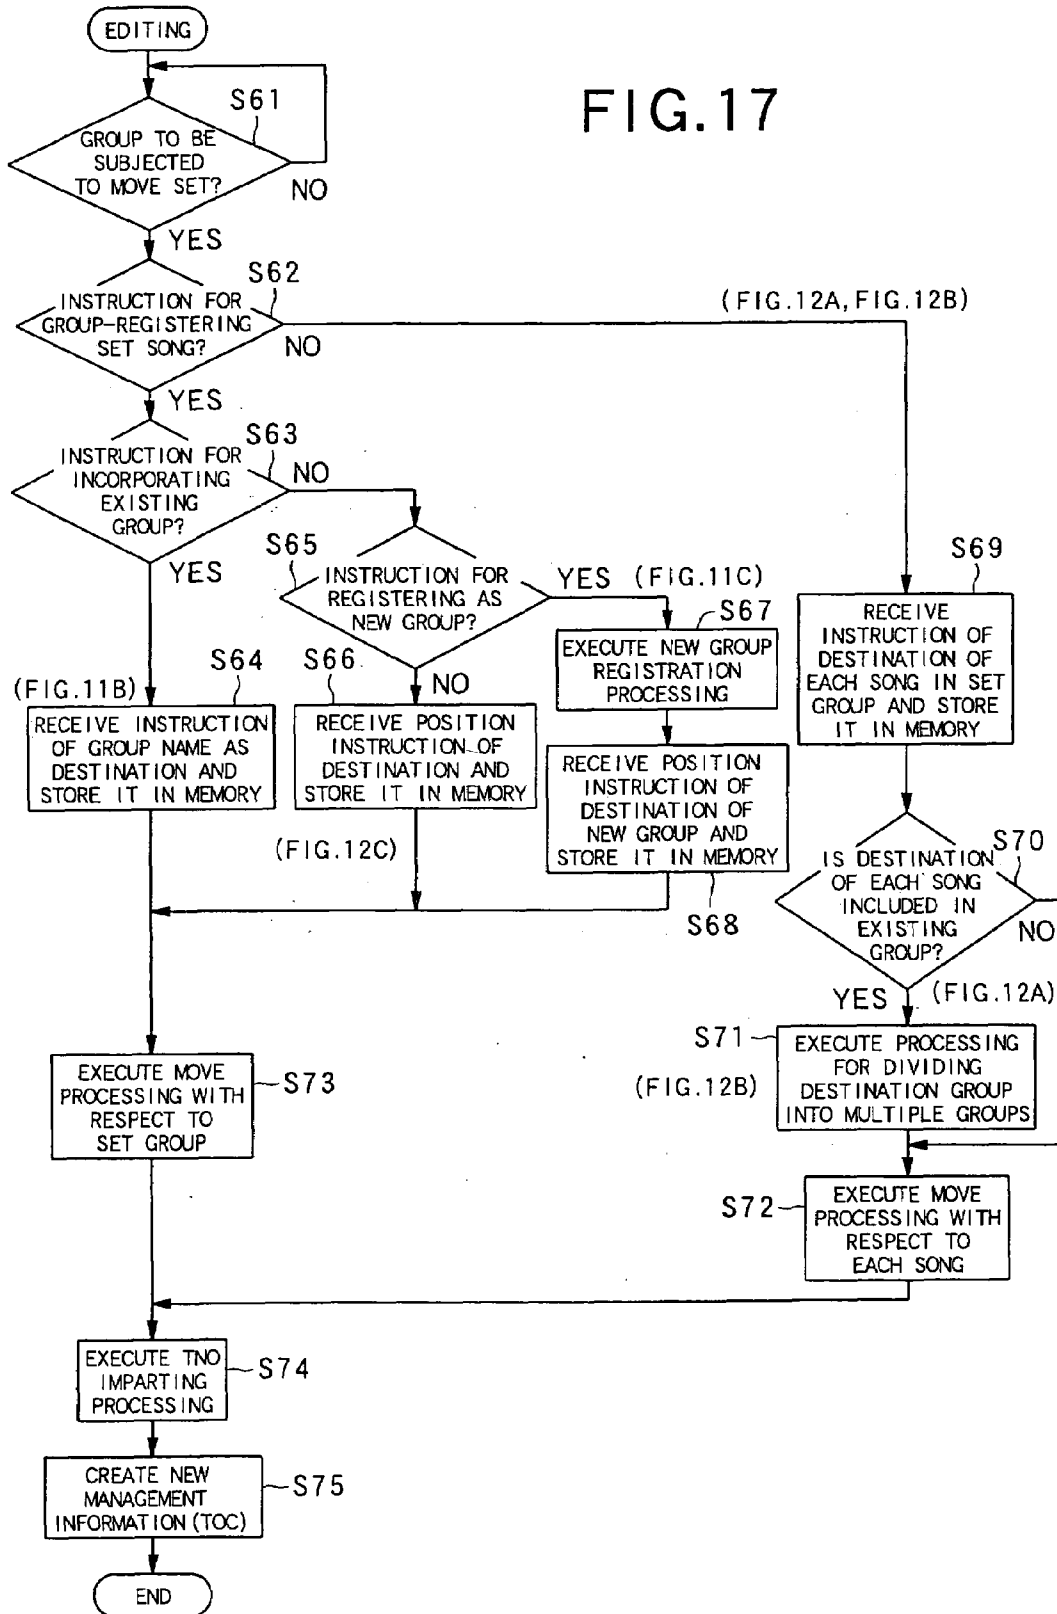 EDITING
FIG.17
S61
GROUP TO BE
SUBJECTED
TO MOVE SET?
NO
YES
S62
INSTRUCTION FOR
GROUP-REGISTERING
SET SONG?
NO
(FIG.12A, FIG.12B)
YES
S63
INSTRUCTION FOR
INCORPORATING
EXISTING
GROUP?
NO
YES
S65
INSTRUCTION FOR
REGISTERING AS
NEW GROUP?
YES (FIG.11C)
NO
S67
EXECUTE NEW GROUP
REGISTRATION
PROCESSING
S69
RECEIVE
INSTRUCTION OF
DESTINATION OF
EACH SONG IN SET
GROUP AND STORE
IT IN MEMORY
(FIG.11B)
S64
RECEIVE INSTRUCTION
OF GROUP NAME AS
DESTINATION AND
STORE IT IN MEMORY
S66
RECEIVE POSITION
INSTRUCTION OF
DESTINATION AND
STORE IT IN MEMORY
(FIG.12C)
RECEIVE POSITION
INSTRUCTION OF
DESTINATION OF
NEW GROUP AND
STORE IT IN MEMORY
S68
S70
IS DESTINATION
OF EACH SONG
INCLUDED IN
EXISTING
GROUP?
NO
YES
(FIG.12A)
S71
(FIG.12B)
EXECUTE PROCESSING
FOR DIVIDING
DESTINATION GROUP
INTO MULTIPLE GROUPS
EXECUTE MOVE
PROCESSING WITH
RESPECT TO
SET GROUP
S73
S72
EXECUTE MOVE
PROCESSING WITH
RESPECT TO
EACH SONG
EXECUTE TNO
IMPARTING
PROCESSING
S74
CREATE NEW
MANAGEMENT
INFORMATION (TOC)
S75
END